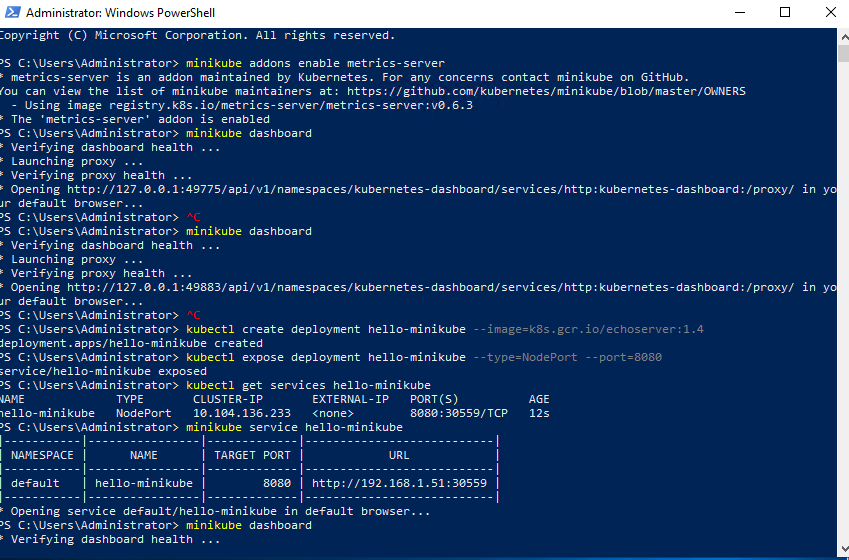 Administrator: Windows PowerShell
Copyright (C) Microsoft Corporation. All rights reserved.
PS C:\Users\Administrator> minikube addons enable metrics-server
* metrics-server is an addon maintained by Kubernetes. For any concerns contact minikube on GitHub.
You can view the list of minikube maintainers at: https://github.com/kubernetes/minikube/blob/master/OWNERS
  - Using image registry.k8s.io/metrics-server/metrics-server:v0.6.3
* The 'metrics-server' addon is enabled
PS C:\Users\Administrator> minikube dashboard
* Verifying dashboard health ...
* Launching proxy ...
* Verifying proxy health ...
* Opening http://127.0.0.1:49775/api/v1/namespaces/kubernetes-dashboard/services/http:kubernetes-dashboard:/proxy/ in yo
ur default browser...
PS C:\Users\Administrator> ^C
PS C:\Users\Administrator> minikube dashboard
* Verifying dashboard health ...
* Launching proxy ...
* Verifying proxy health ...
* Opening http://127.0.0.1:49883/api/v1/namespaces/kubernetes-dashboard/services/http:kubernetes-dashboard:/proxy/ in yo
ur default browser...
PS C:\Users\Administrator> ^C
PS C:\Users\Administrator> kubectl create deployment hello-minikube --image=k8s.gcr.io/echoserver:1.4
deployment.apps/hello-minikube created
PS C:\Users\Administrator> kubectl expose deployment hello-minikube --type=NodePort --port=8080
service/hello-minikube exposed
PS C:\Users\Administrator> kubectl get services hello-minikube
NAME             TYPE       CLUSTER-IP       EXTERNAL-IP   PORT(S)          AGE
hello-minikube   NodePort   10.104.136.233   <none>        8080:30559/TCP   12s
PS C:\Users\Administrator> minikube service hello-minikube
|-----------|----------------|-------------|---------------------------|
| NAMESPACE |      NAME      | TARGET PORT |            URL            |
|-----------|----------------|-------------|---------------------------|
| default   | hello-minikube |        8080 | http://192.168.1.51:30559 |
|-----------|----------------|-------------|---------------------------|
* Opening service default/hello-minikube in default browser...
PS C:\Users\Administrator> minikube dashboard
* Verifying dashboard health ...